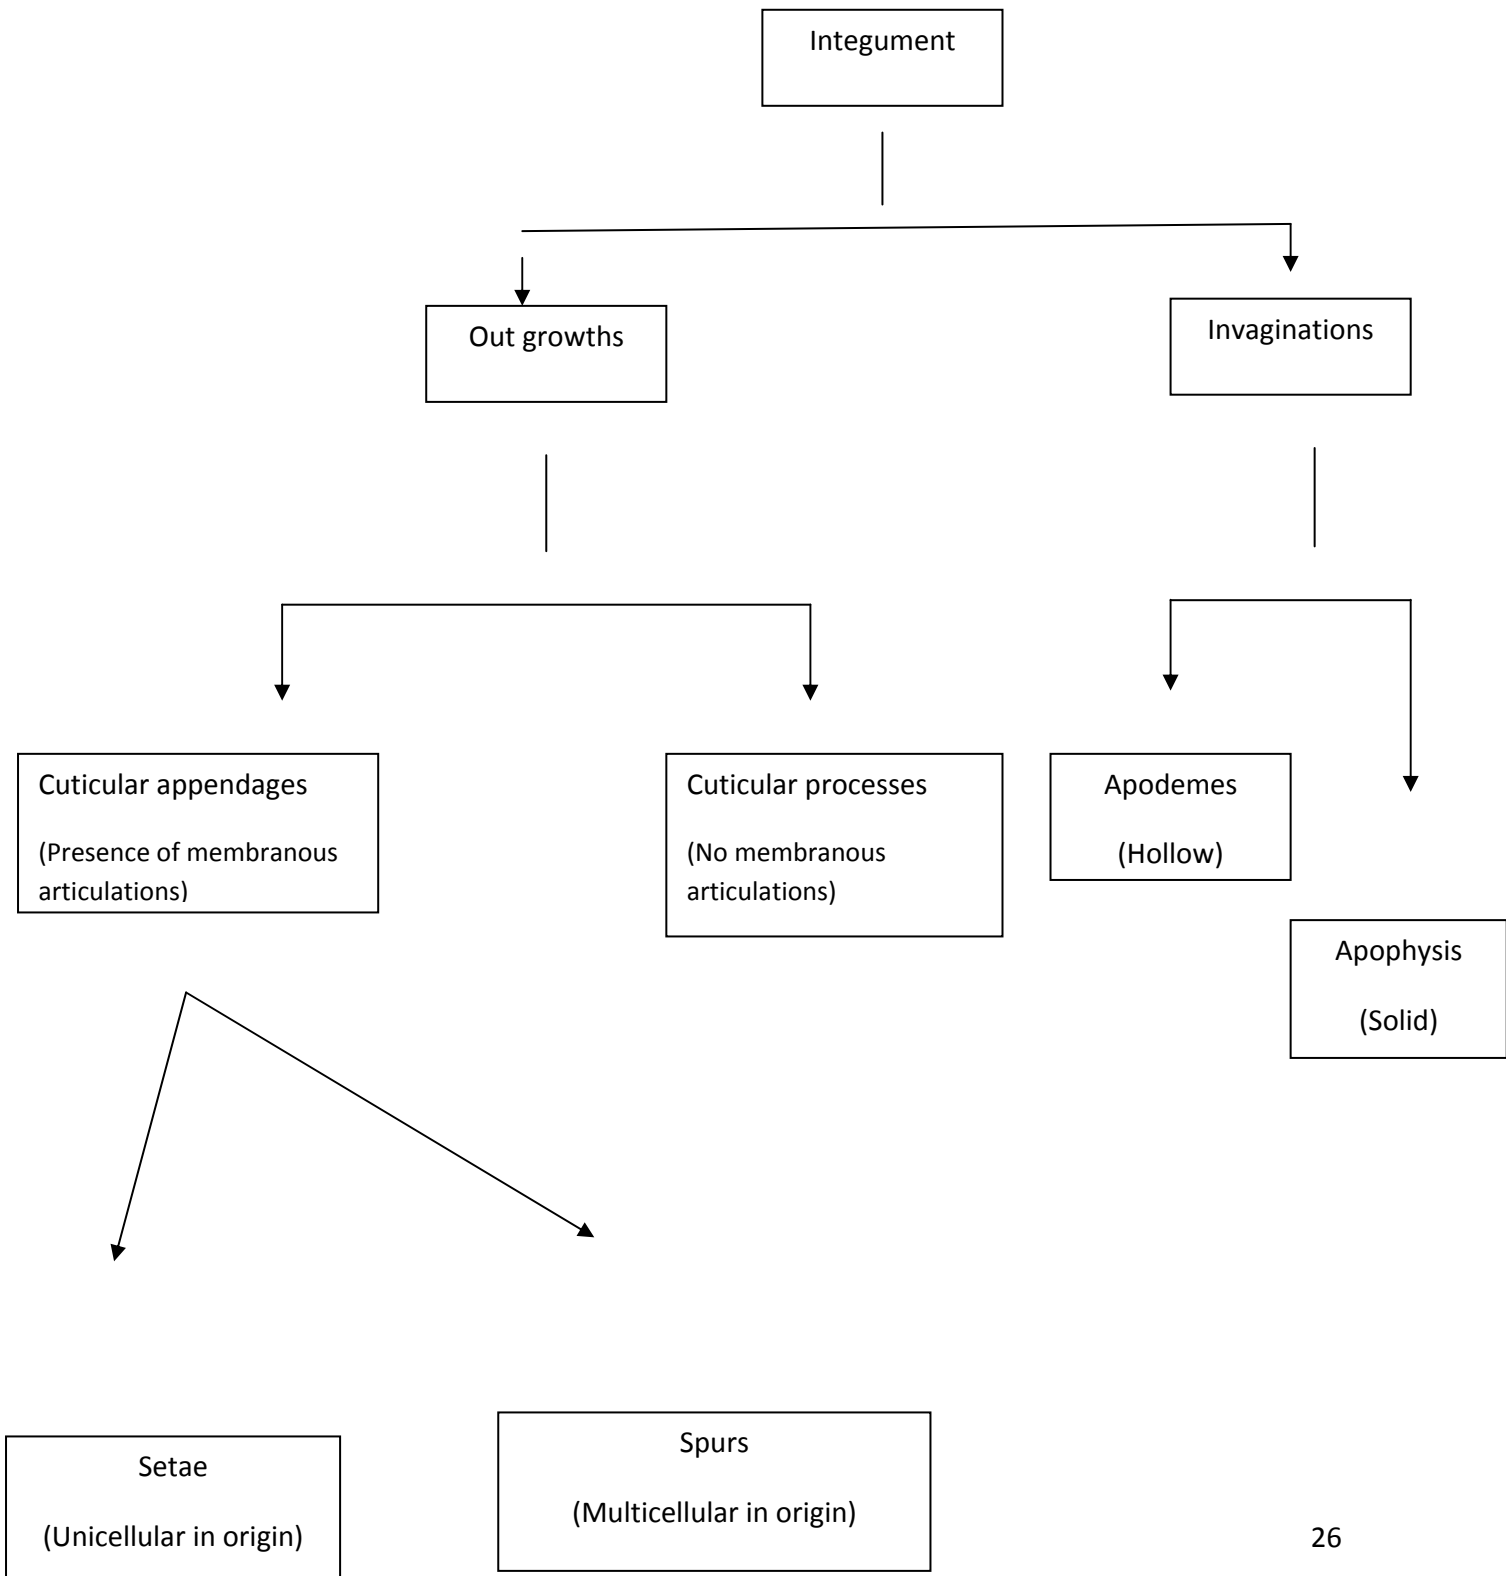 Integument
Out growths
Invaginations
Cuticular appendages
(Presence of membranous
articulations)
Cuticular processes
(No membranous
articulations)
Apodemes
(Hollow)
Apophysis
(Solid)
Setae
(Unicellular in origin)
Spurs
(Multicellular in origin)
26